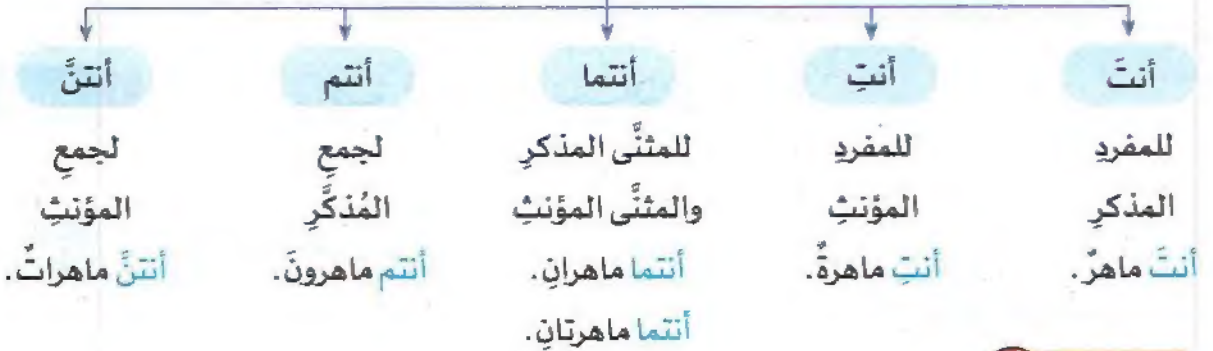 أنتَ
أنتِ
أنتما
أنتم
أنتنَّ
للمفردِ
المذكرِ
أنتَ ماهرٌ.
للمفردِ
المؤنثِ
أنتِ ماهرةٌ.
للمثنَّى المذكرِ
والمثنَّى المؤنثِ
أنتما ماهرانِ.
أنتما ماهرتانِ.
لجمعِ
المُذكَّرِ
أنتم ماهرونَ.
لجمعِ
المؤنثِ
أنتنَّ ماهراتٌ.